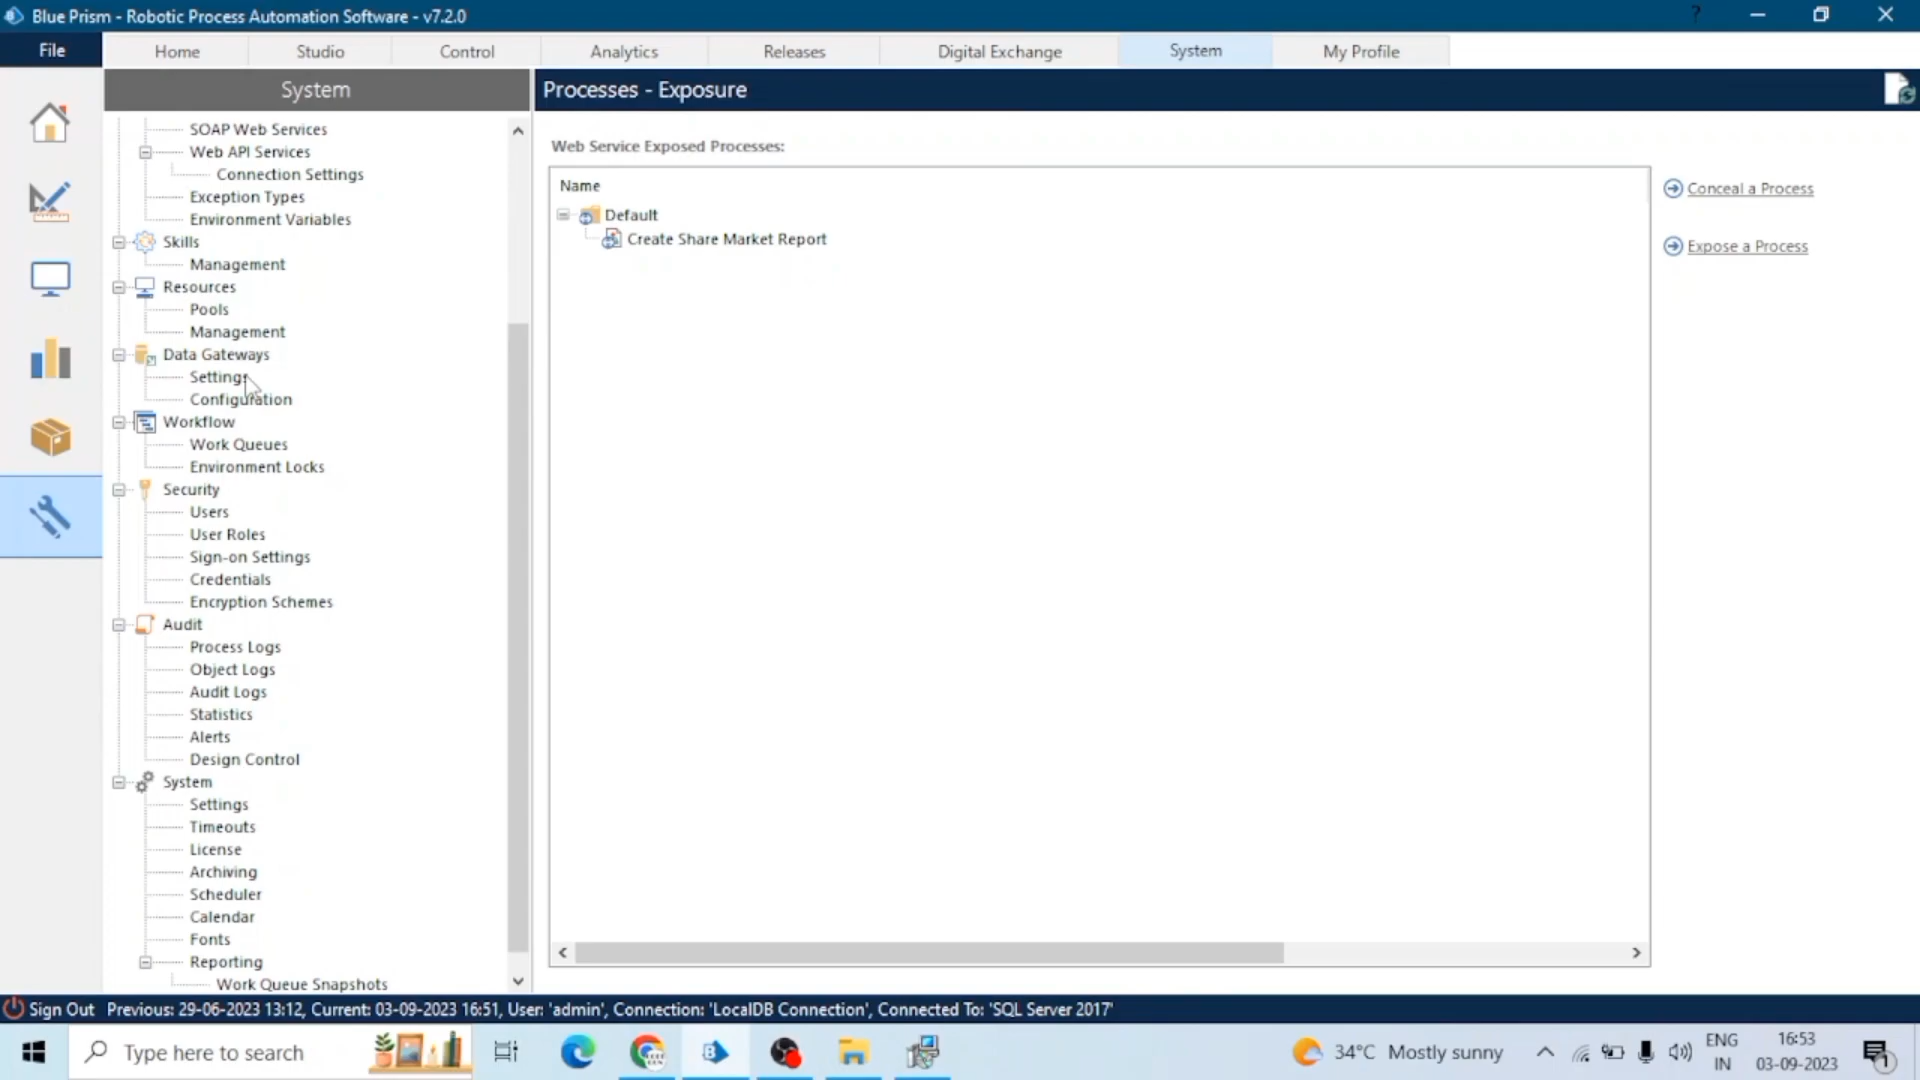 Blue Prism - Robotic Process Automation Software - v7.2.0
?
File
Home
Studio
Control
Analytics
Releases
Digital Exchange
System
My Profile
System
SOAP Web Services
Web API Services
Connection Settings
Exception Types
Environment Variables
Skills
Management
Resources
Pools
Management
Data Gateways
Settings
Configuration
Workflow
Work Queues
Environment Locks
Security
Users
User Roles
Sign-on Settings
Credentials
Encryption Schemes
Audit
Process Logs
Object Logs
Audit Logs
Statistics
Alerts
Design Control
System
Settings
Timeouts
License
Archiving
Scheduler
Calendar
Fonts
Reporting
Work Queue Snapshots
Processes - Exposure
Web Service Exposed Processes:
Name
Default
Create Share Market Report
Conceal a Process
Expose a Process
Sign Out Previous: 29-06-2023 13:12, Current: 03-09-2023 16:51, User: 'admin', Connection: 'LocalDB Connection', Connected To: 'SQL Server 2017'
Type here to search
34°C Mostly sunny
ENG
IN
16:53
03-09-2023
1